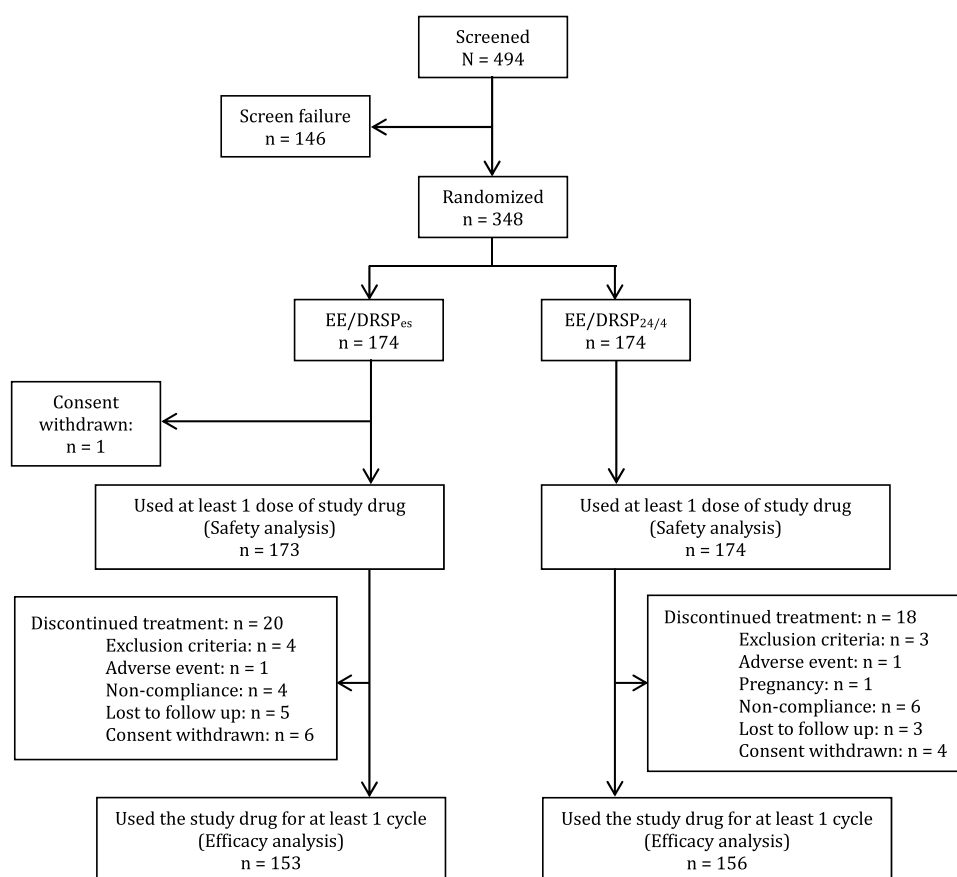 Screened
N = 494
Screen failure
n = 146
Randomized
n = 348
EE/DRSPes
n = 174
EE/DRSP24/4
n = 174
Consent
withdrawn:
n = 1
Used at least 1 dose of study drug
(Safety analysis)
n = 173
Used at least 1 dose of study drug
(Safety analysis)
n = 174
Discontinued treatment: n = 20
Exclusion criteria: n = 4
Adverse event: n = 1
Non-compliance: n = 4
Lost to follow up: n = 5
Consent withdrawn: n = 6
Discontinued treatment: n = 18
Exclusion criteria: n = 3
Adverse event: n = 1
Pregnancy: n = 1
Non-compliance: n = 6
Lost to follow up: n = 3
Consent withdrawn: n = 4
Used the study drug for at least 1 cycle
(Efficacy analysis)
n = 153
Used the study drug for at least 1 cycle
(Efficacy analysis)
n = 156